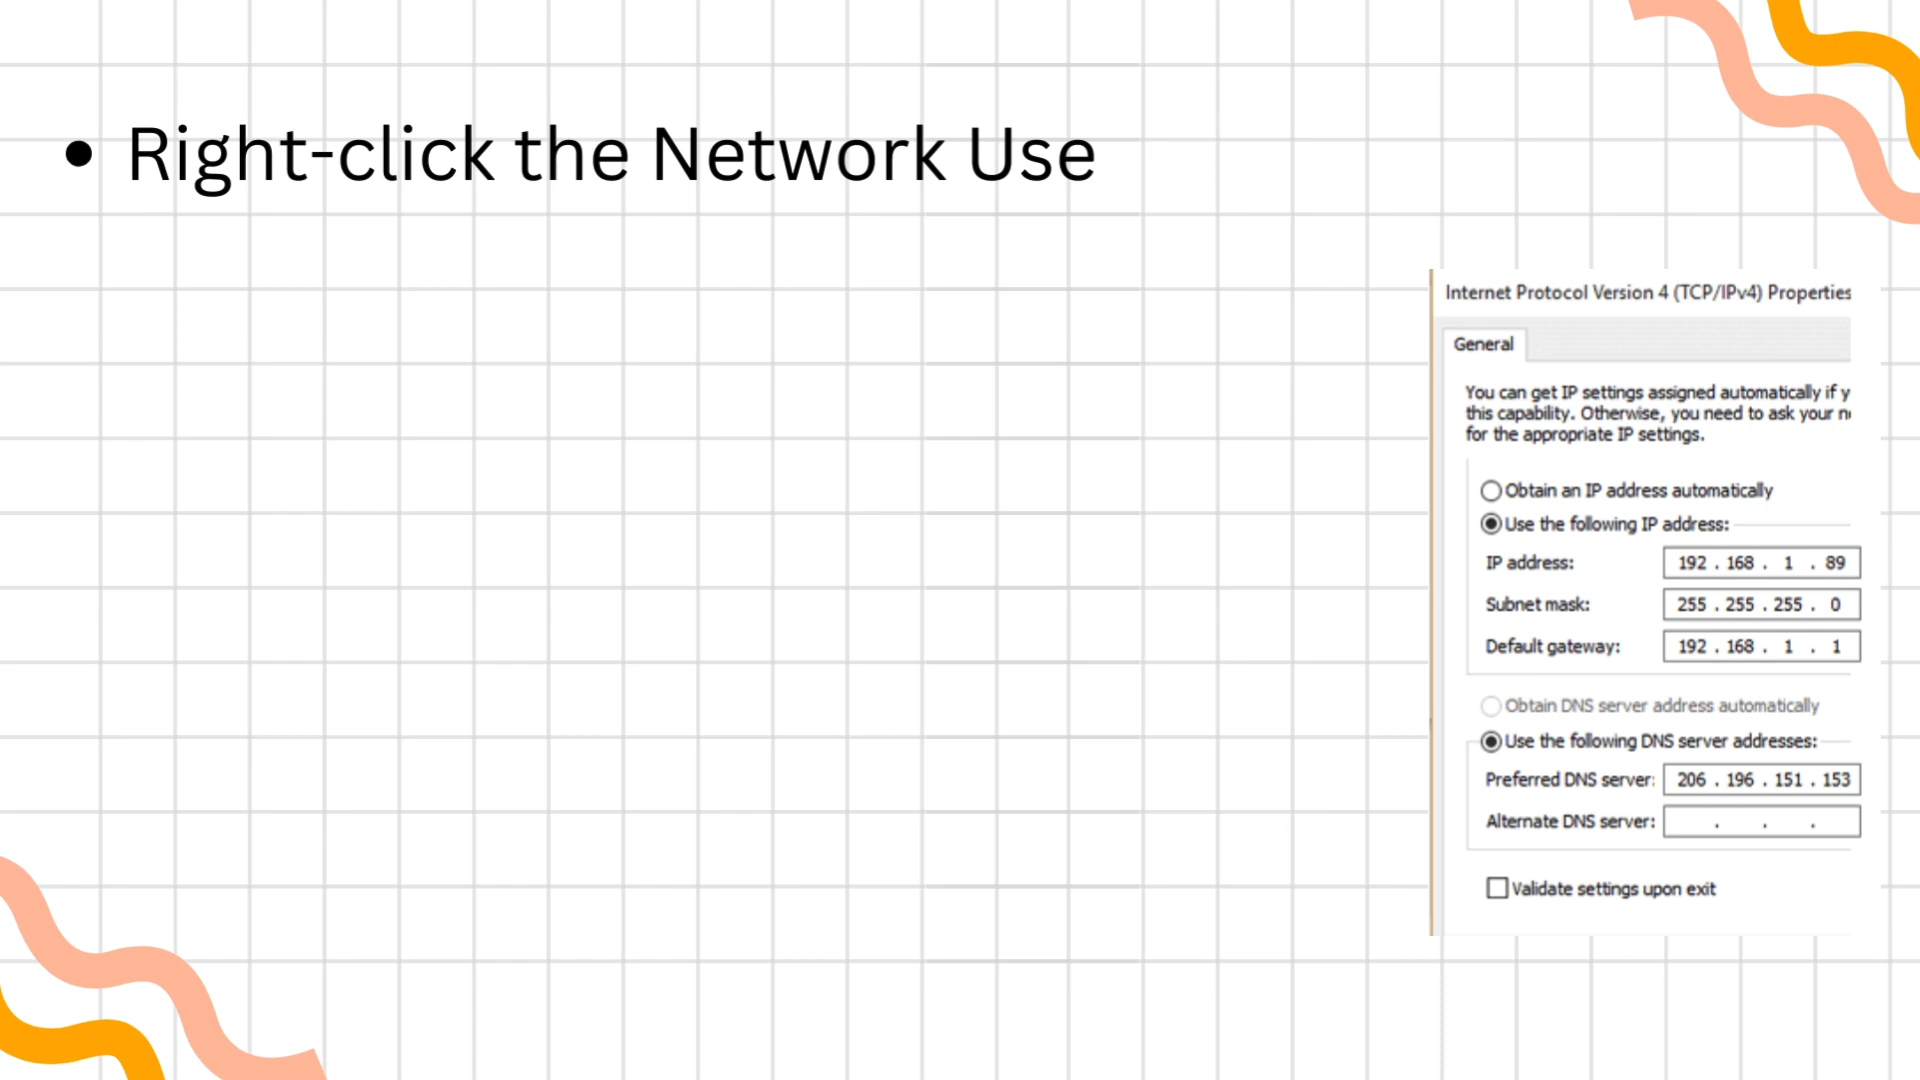 • Right-click the Network Use
Internet Protocol Version 4 (TCP/IPv4) Properties
General
You can get IP settings assigned automatically if y
this capability. Otherwise, you need to ask your n
for the appropriate IP settings.
Obtain an IP address automatically
Use the following IP address:
IP address: 192 . 168 . 1 . 89
Subnet mask: 255 . 255 . 255 . 0
Default gateway: 192 . 168 . 1 . 1
Obtain DNS server address automatically
Use the following DNS server addresses:
Preferred DNS server: 206 . 196 . 151 . 153
Alternate DNS server: . . .
Validate settings upon exit